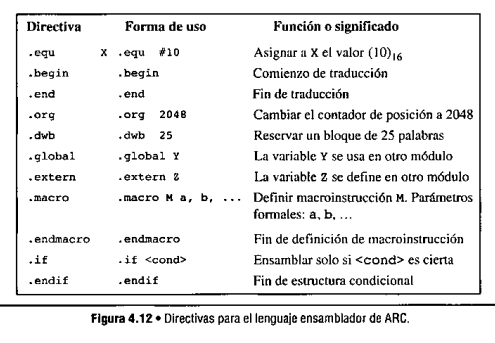 Directiva Forma de uso Función o significado
.equ X .equ #10 Asignar a X el valor (10)16
.begin .begin Comienzo de traducción
.end .end Fin de traducción
.org .org 2048 Cambiar el contador de posición a 2048
.dwb .dwb 25 Reservar un bloque de 25 palabras
.global .global Y La variable Y se usa en otro módulo
.extern .extern Z La variable Z se define en otro módulo
.macro .macro M a, b, ... Definir macroinstrucción M. Parámetros
formales: a, b, ...
.endmacro .endmacro Fin de definición de macroinstrucción
.if .if <cond> Ensamblar solo si <cond> es cierta
.endif .endif Fin de estructura condicional
Figura 4.12 • Directivas para el lenguaje ensamblador de ARC.